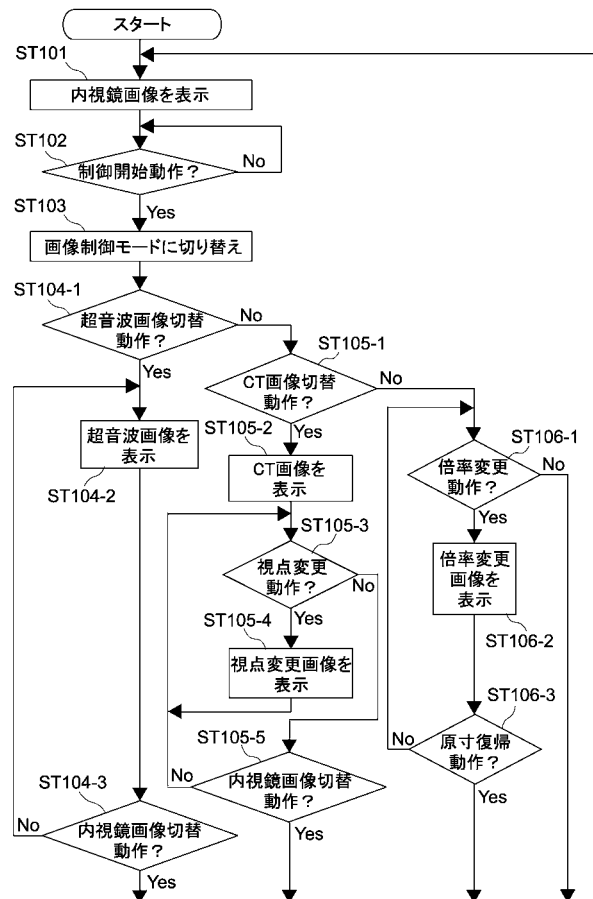 スタート
ST101
内視鏡画像を表示
ST102
制御開始動作？
No
Yes
ST103
画像制御モードに切り替え
ST104-1
超音波画像切替
動作？
No
Yes
ST105-1
CT画像切替
動作？
No
Yes
超音波画像を
表示
ST104-2
ST105-2
CT画像を
表示
ST106-1
倍率変更
動作？
No
Yes
ST105-3
視点変更
動作？
No
Yes
倍率変更
画像を
表示
ST106-2
ST105-4
視点変更画像を
表示
ST106-3
原寸復帰
動作？
No
Yes
ST105-5
内視鏡画像切替
動作？
No
Yes
ST104-3
内視鏡画像切替
動作？
No
Yes